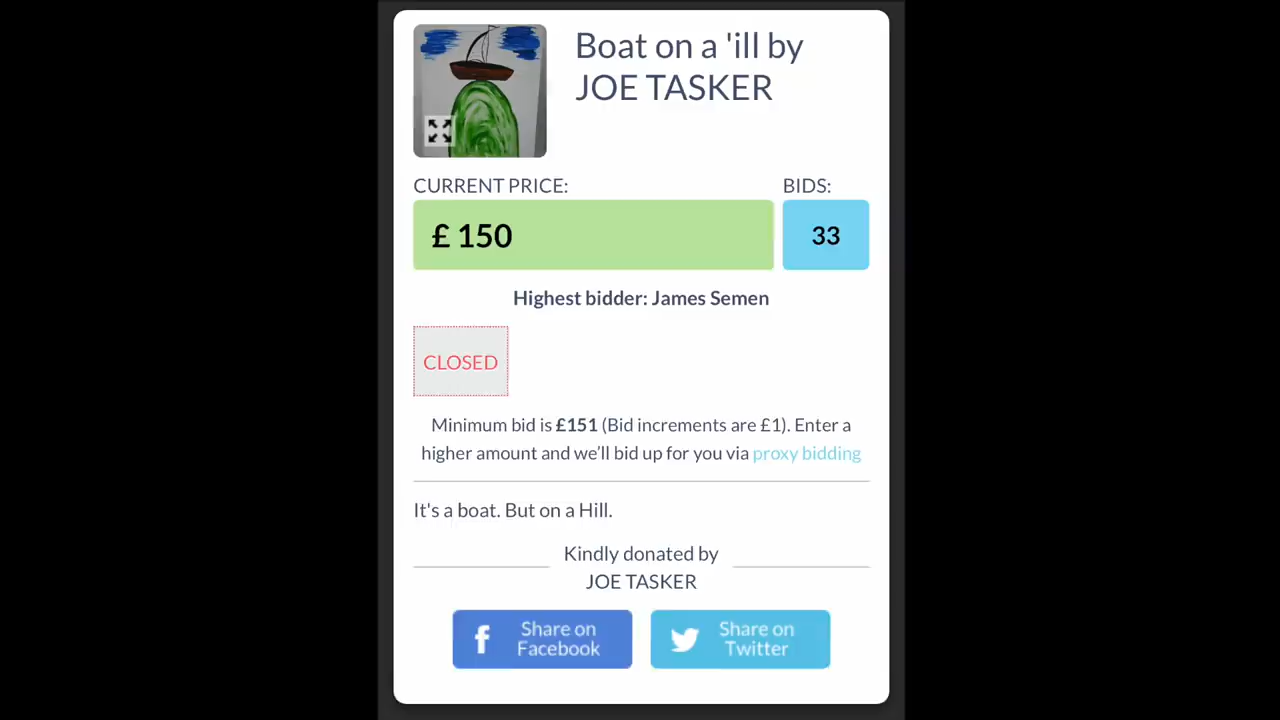 Boat on a 'ill by
JOE TASKER
CURRENT PRICE:
BIDS:
£ 150
33
Highest bidder: James Semen
CLOSED
Minimum bid is £151 (Bid increments are £1). Enter a
higher amount and we’ll bid up for you via proxy bidding
It's a boat. But on a Hill.
Kindly donated by
JOE TASKER
Share on
Facebook
Share on
Twitter